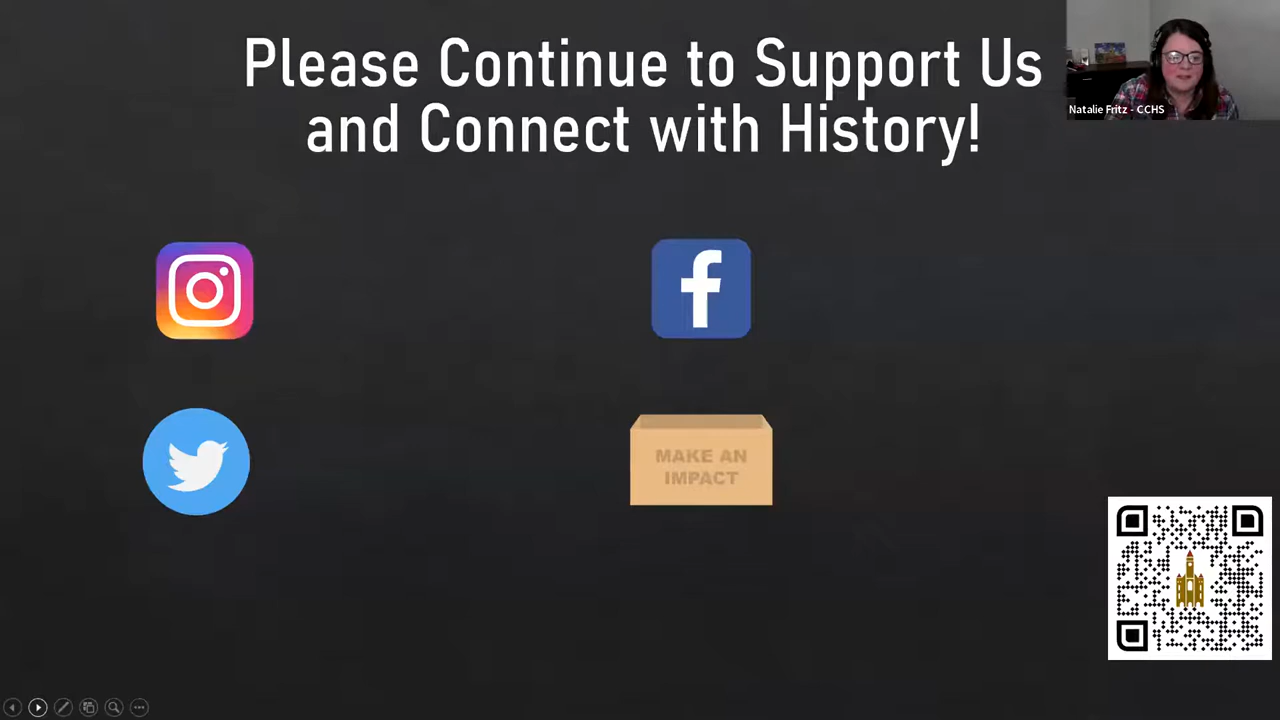 Please Continue to Support Us
and Connect with History!
Natalie Fritz - CCHS
MAKE AN
IMPACT